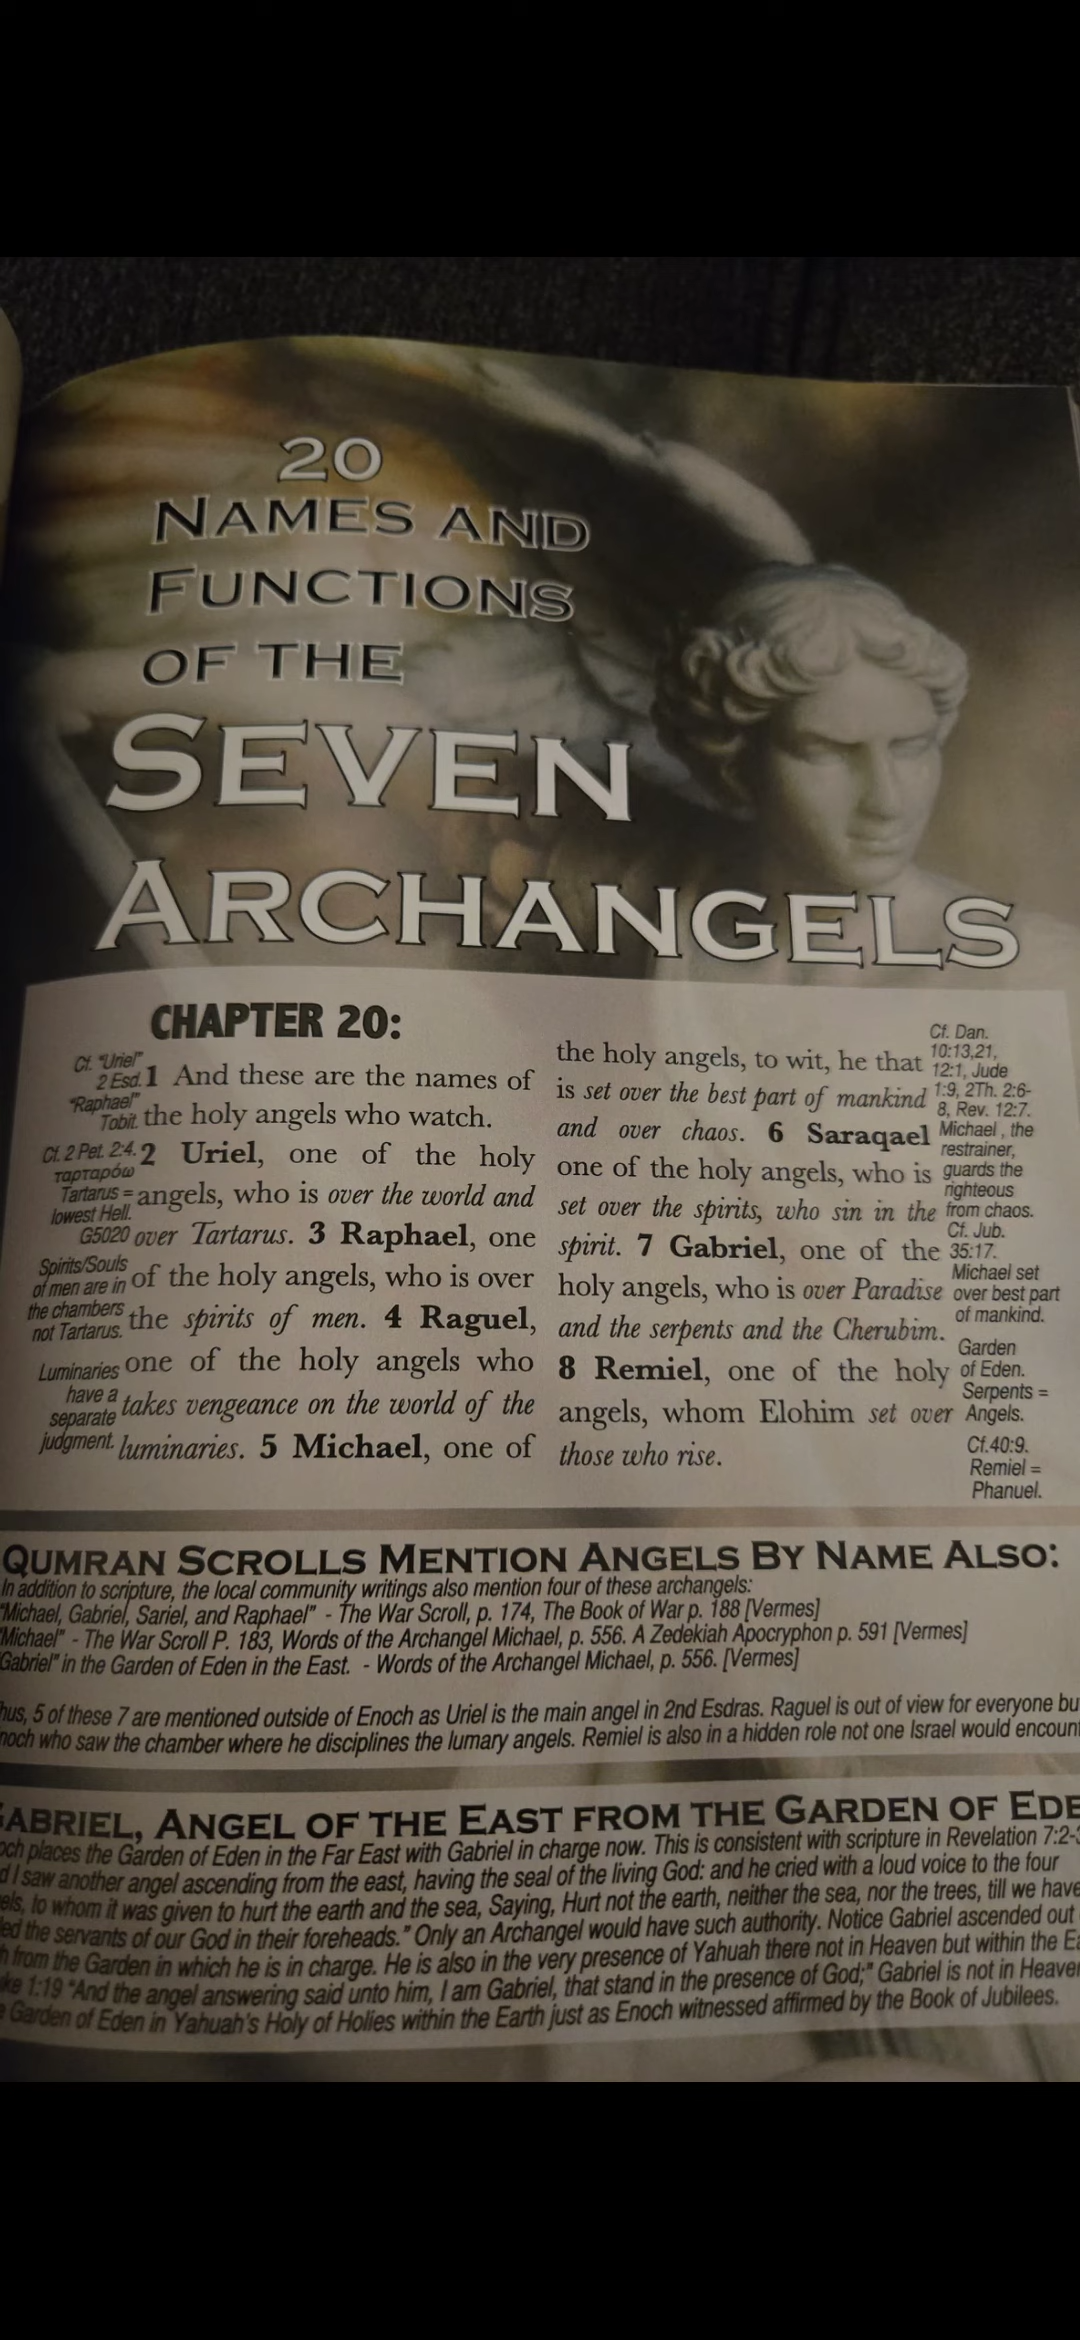 20
NAMES AND
FUNCTIONS
OF THE
SEVEN
ARCHANGELS
CHAPTER 20:
1 And these are the names of
the holy angels who watch.
2 Uriel, one of the holy
angels, who is over the world and
over Tartarus. 3 Raphael, one
of the holy angels, who is over
the spirits of men. 4 Raguel,
one of the holy angels who
takes vengeance on the world of the
luminaries. 5 Michael, one of
Cf. "Uriel"
2 Esd.
"Raphael"
Tobit.
Cf. 2 Pet. 2:4.
ταρταρόω
Tartarus =
lowest Hell.
G5020
Spirits/Souls
of men are in
the chambers
not Tartarus.
Luminaries
have a
separate
judgment.
the holy angels, to wit, he that
is set over the best part of mankind
and over chaos. 6 Saraqael
one of the holy angels, who is
set over the spirits, who sin in the
spirit. 7 Gabriel, one of the
holy angels, who is over Paradise
and the serpents and the Cherubim.
8 Remiel, one of the holy
angels, whom Elohim set over
those who rise.
Cf. Dan.
10:13,21,
12:1, Jude
1:9, 2Th. 2:6-
8, Rev. 12:7.
Michael, the
restrainer,
guards the
righteous
from chaos.
Cf. Jub.
35:17.
Michael set
over best part
of mankind.
Garden
of Eden.
Serpents =
Angels.
Cf.40:9.
Remiel =
Phanuel.
QUMRAN SCROLLS MENTION ANGELS BY NAME ALSO:
In addition to scripture, the local community writings also mention four of these archangels:
"Michael, Gabriel, Sariel, and Raphael" - The War Scroll, p. 174, The Book of War p. 188 [Vermes]
"Michael" - The War Scroll P. 183, Words of the Archangel Michael, p. 556. A Zedekiah Apocryphon p. 591 [Vermes]
Gabriel" in the Garden of Eden in the East. - Words of the Archangel Michael, p. 556. [Vermes]
hus, 5 of these 7 are mentioned outside of Enoch as Uriel is the main angel in 2nd Esdras. Raguel is out of view for everyone bu
noch who saw the chamber where he disciplines the lumary angels. Remiel is also in a hidden role not one Israel would encoun
GABRIEL, ANGEL OF THE EAST FROM THE GARDEN OF EDE
och places the Garden of Eden in the Far East with Gabriel in charge now. This is consistent with scripture in Revelation 7:2-3
d I saw another angel ascending from the east, having the seal of the living God: and he cried with a loud voice to the four
els, to whom it was given to hurt the earth and the sea, Saying, Hurt not the earth, neither the sea, nor the trees, till we have
led the servants of our God in their foreheads." Only an Archangel would have such authority. Notice Gabriel ascended out
h from the Garden in which he is in charge. He is also in the very presence of Yahuah there not in Heaven but within the Ea
ke 1:19 "And the angel answering said unto him, I am Gabriel, that stand in the presence of God;" Gabriel is not in Heaven
e Garden of Eden in Yahuah's Holy of Holies within the Earth just as Enoch witnessed affirmed by the Book of Jubilees.